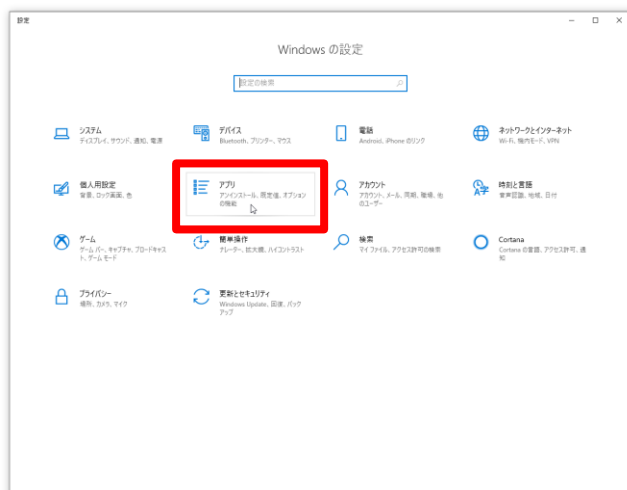 設定
Windows の設定
設定の検索
システム
ディスプレイ、サウンド、通知、電源
デバイス
Bluetooth、プリンター、マウス
電話
Android、iPhone のリンク
ネットワークとインターネット
Wi-Fi、機内モード、VPN
個人用設定
背景、ロック画面、色
アプリ
アンインストール、既定値、オプション
の機能
アカウント
アカウント、メール、同期、職場、他
のユーザー
時刻と言語
音声認識、地域、日付
ゲーム
ゲーム バー、キャプチャ、ブロードキャス
ト、ゲーム モード
簡単操作
ナレーター、拡大鏡、ハイコントラスト
検索
マイ ファイル、アクセス許可の検索
Cortana
Cortana の言語、アクセス許可、通
知
プライバシー
場所、カメラ、マイク
更新とセキュリティ
Windows Update、回復、バック
アップ